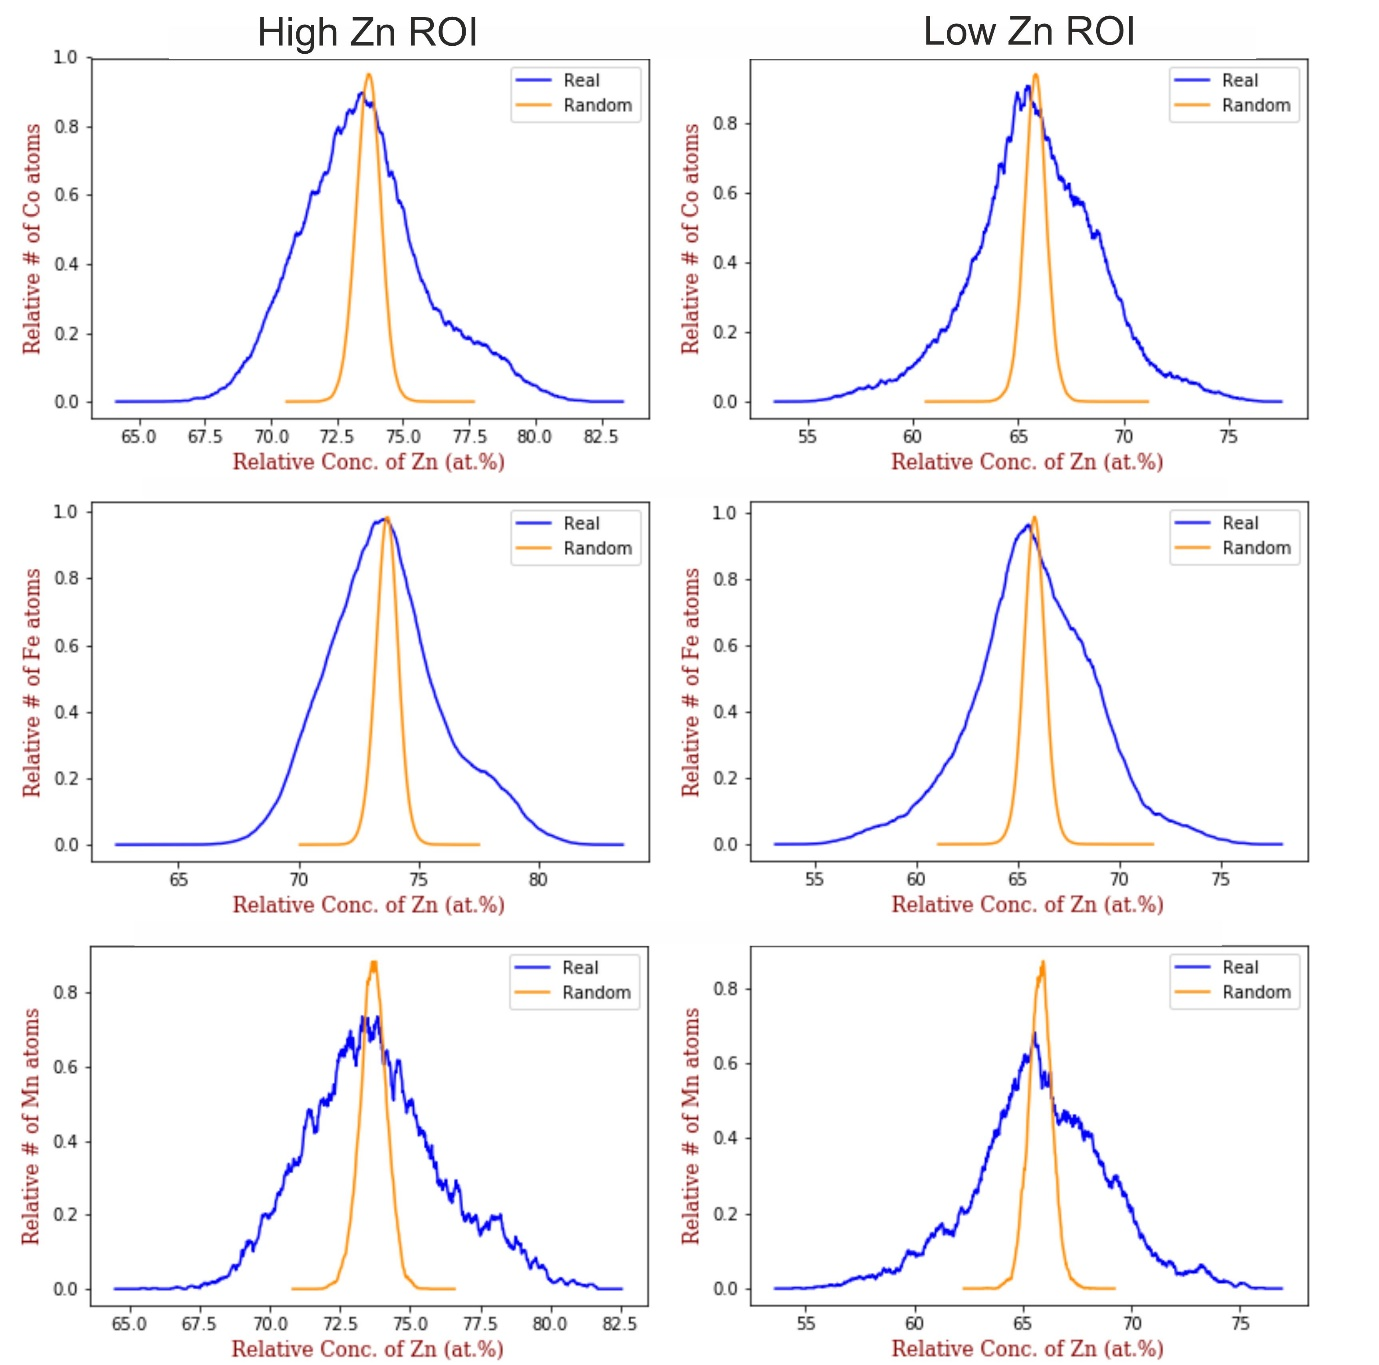 High Zn ROI
Low Zn ROI
1.0
0.8
0.6
0.4
0.2
0.0
Relative # of Co atoms
Real
Random
65.0 67.5 70.0 72.5 75.0 77.5 80.0 82.5
Relative Conc. of Zn (at.%)
0.8
0.6
0.4
0.2
0.0
Relative # of Co atoms
Real
Random
55 60 65 70 75
Relative Conc. of Zn (at.%)
1.0
0.8
0.6
0.4
0.2
0.0
Relative # of Fe atoms
Real
Random
65 70 75 80
Relative Conc. of Zn (at.%)
1.0
0.8
0.6
0.4
0.2
0.0
Relative # of Fe atoms
Real
Random
55 60 65 70 75
Relative Conc. of Zn (at.%)
0.8
0.6
0.4
0.2
0.0
Relative # of Mn atoms
Real
Random
65.0 67.5 70.0 72.5 75.0 77.5 80.0 82.5
Relative Conc. of Zn (at.%)
0.8
0.6
0.4
0.2
0.0
Relative # of Mn atoms
Real
Random
55 60 65 70 75
Relative Conc. of Zn (at.%)